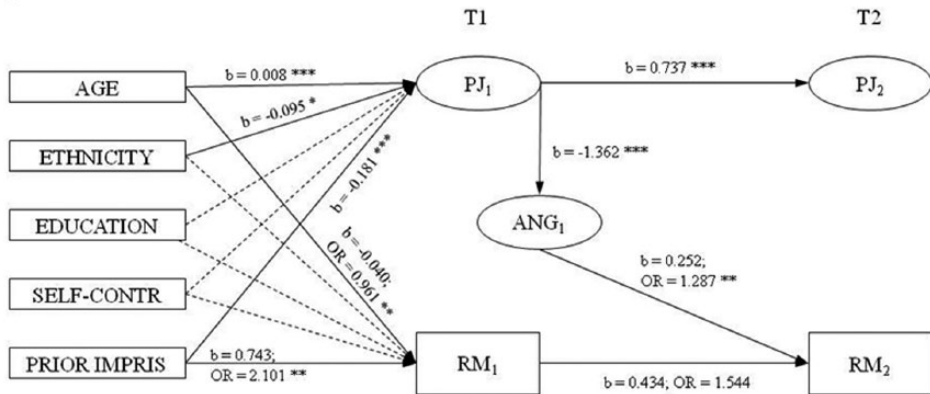 T1
T2
AGE
b = 0.008 ***
PJ₁
b = 0.737 ***
PJ₂
b = -0.095 *
ETHNICITY
b = -0.181 ***
b = -1.362 ***
EDUCATION
ANG₁
b = -0.040;
OR = 0.961 **
b = 0.252;
OR = 1.287 **
SELF-CONTR
PRIOR IMPRIS
b = 0.743;
OR = 2.101 **
RM₁
b = 0.434; OR = 1.544
RM₂